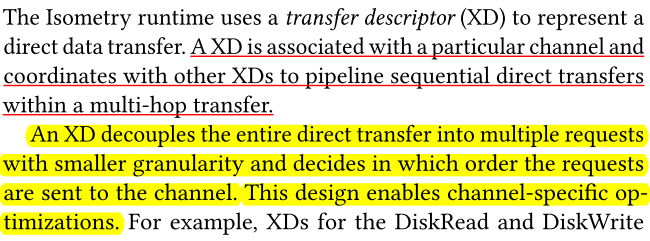 The Isometry runtime uses a transfer descriptor (XD) to represent a
direct data transfer. A XD is associated with a particular channel and
coordinates with other XDs to pipeline sequential direct transfers
within a multi-hop transfer.
An XD decouples the entire direct transfer into multiple requests
with smaller granularity and decides in which order the requests
are sent to the channel. This design enables channel-specific op-
timizations. For example, XDs for the DiskRead and DiskWrite